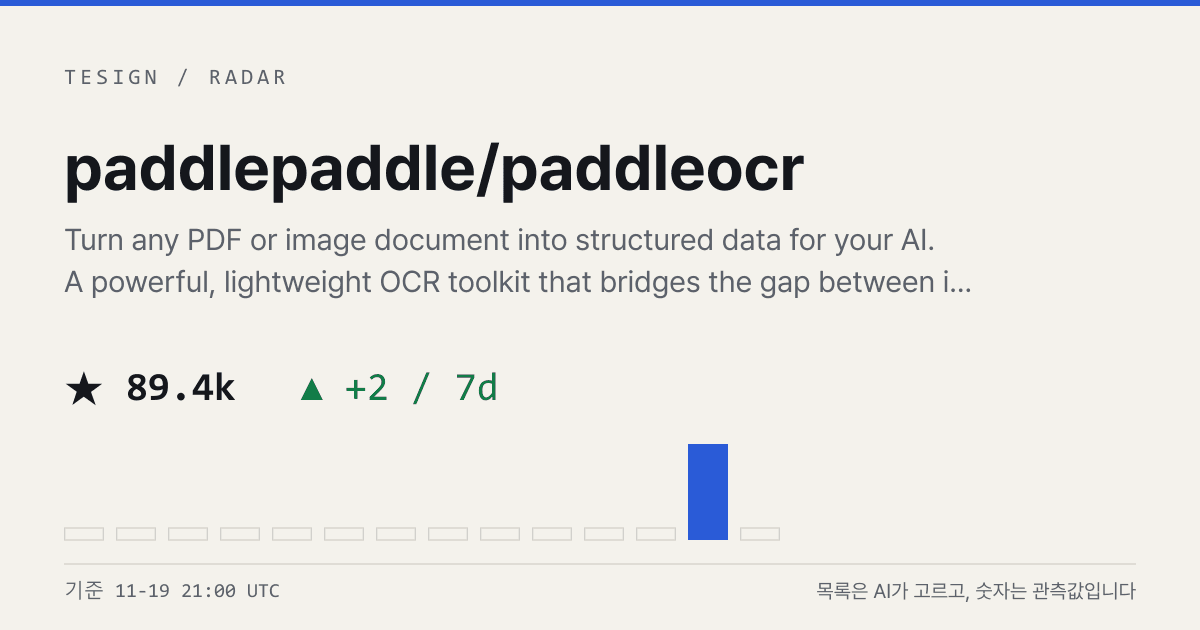 TESIGN / RADAR
paddlepaddle/paddleocr
Turn any PDF or image document into structured data for your AI.
A powerful, lightweight OCR toolkit that bridges the gap between i...
★ 89.4k ▲ +2 / 7d
기준 11-19 21:00 UTC
목록은 AI가 고르고, 숫자는 관측값입니다